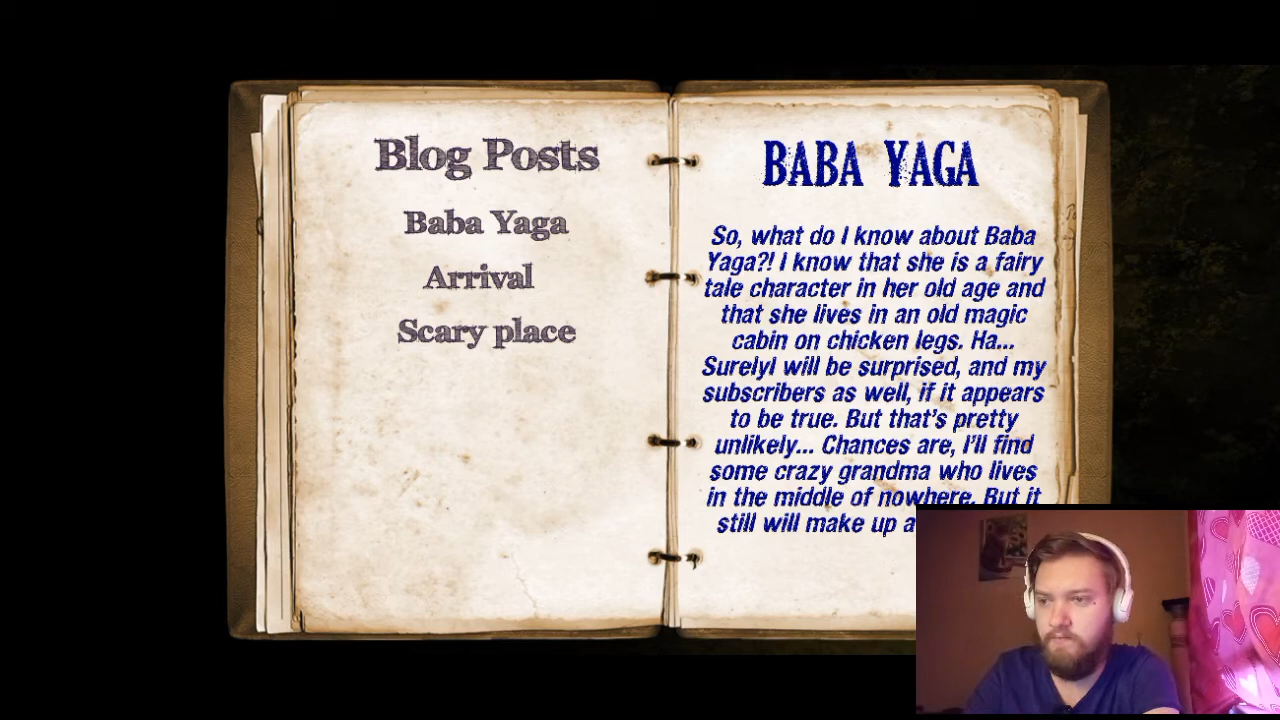 Blog Posts
Baba Yaga
Arrival
Scary place
BABA YAGA
So, what do I know about Baba
Yaga?! I know that she is a fairy
tale character in her old age and
that she lives in an old magic
cabin on chicken legs. Ha...
SurelyI will be surprised, and my
subscribers as well, if it appears
to be true. But that's pretty
unlikely... Chances are, I'll find
some crazy grandma who lives
in the middle of nowhere. But it
still will make up a